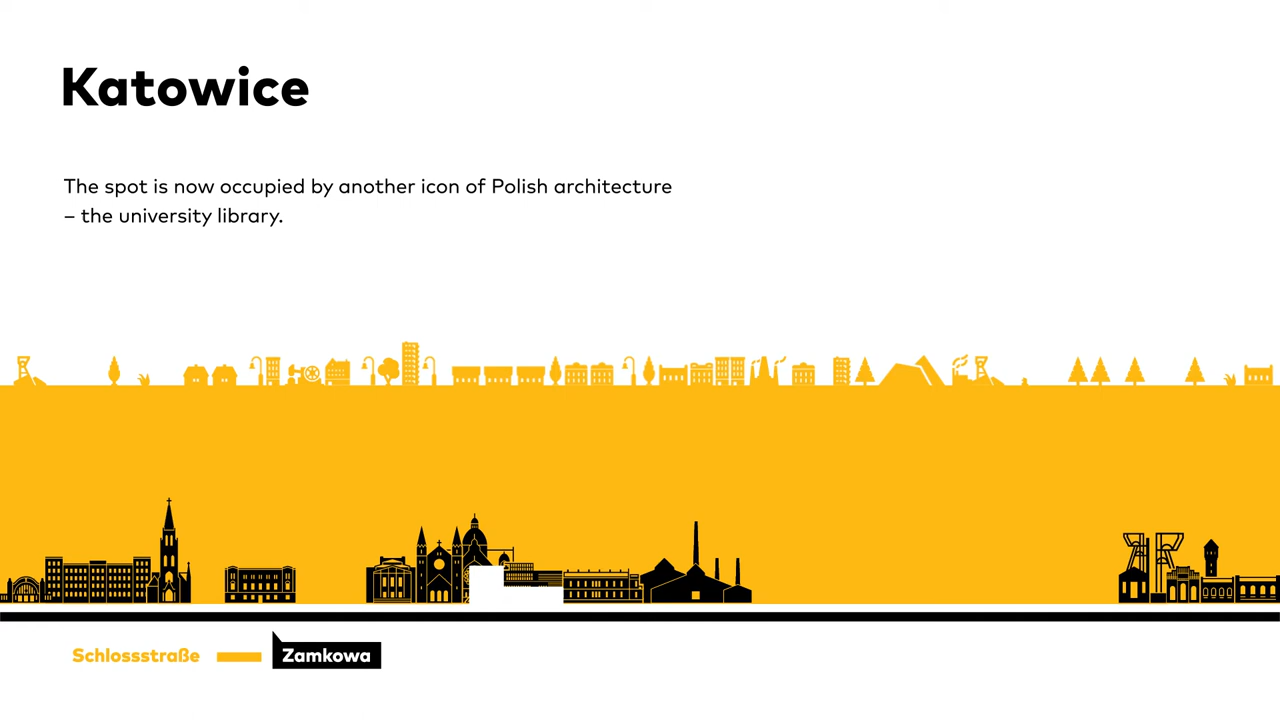 Katowice
The spot is now occupied by another icon of Polish architecture
– the university library.
Schlossstraße
Zamkowa